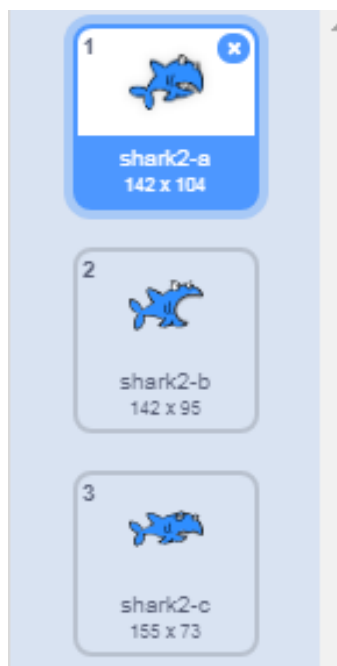 1
shark2-a
142 x 104
2
shark2-b
142 x 95
3
shark2-c
155 x 73